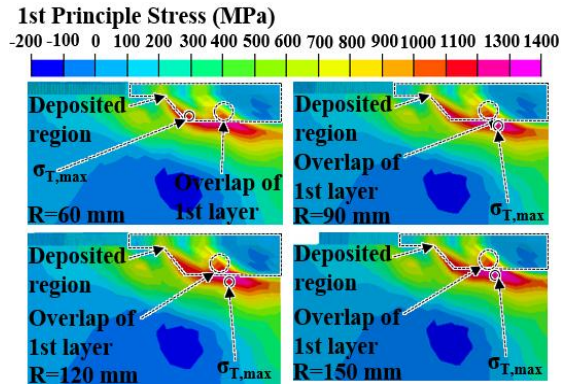 1st Principle Stress (MPa)
-200 -100 0 100 200 300 400 500 600 700 800 900 1000 1100 1200 1300 1400
Deposited
region
σT,max
Overlap of
1st layer
R=60 mm
Deposited
region
Overlap of
1st layer
σT,max
R=90 mm
Deposited
region
Overlap of
1st layer
σT,max
R=120 mm
Deposited
region
Overlap of
1st layer
σT,max
R=150 mm